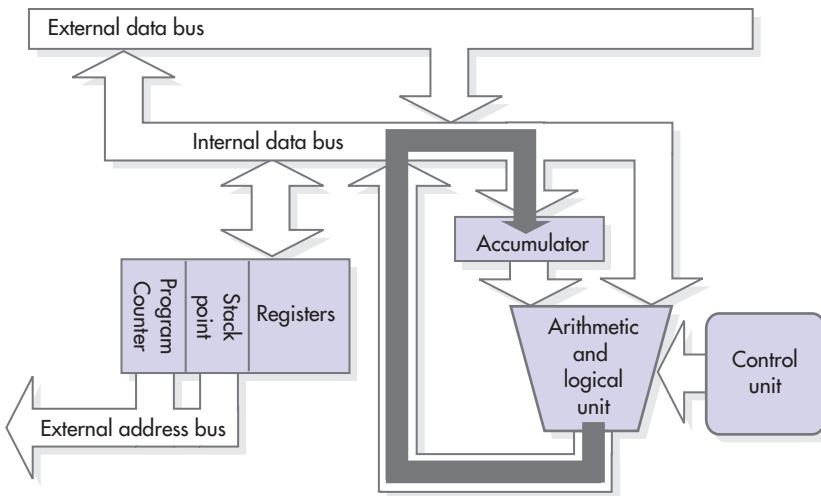 External data bus
Internal data bus
Accumulator
Program
Counter
Stack
point
Registers
Arithmetic
and
logical
unit
Control
unit
External address bus